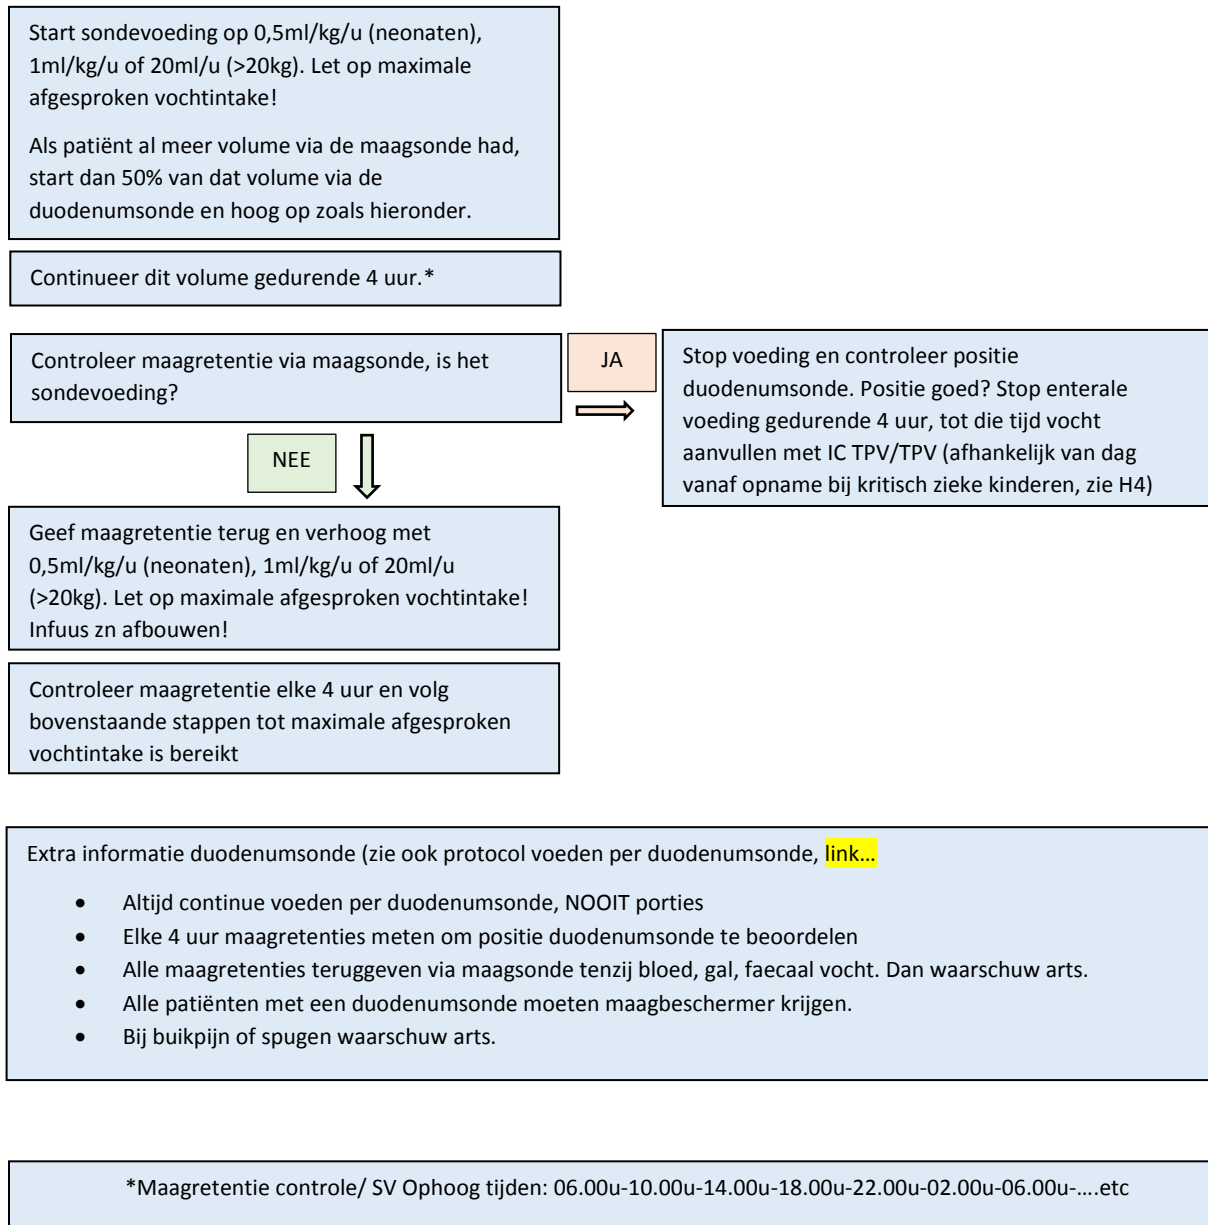 Start sondevoeding op 0,5ml/kg/u (neonaten),
1ml/kg/u of 20ml/u (>20kg). Let op maximale
afgesproken vochtintake!
Als patiënt al meer volume via de maagsonde had,
start dan 50% van dat volume via de
duodenumsonde en hoog op zoals hieronder.
Continueer dit volume gedurende 4 uur.*
Controleer maagretentie via maagsonde, is het
sondevoeding?
JA
Stop voeding en controleer positie
duodenumsonde. Positie goed? Stop enterale
voeding gedurende 4 uur, tot die tijd vocht
aanvullen met IC TPV/TPV (afhankelijk van dag
vanaf opname bij kritisch zieke kinderen, zie H4)
NEE
Geef maagretentie terug en verhoog met
0,5ml/kg/u (neonaten), 1ml/kg/u of 20ml/u
(>20kg). Let op maximale afgesproken vochtintake!
Infuus zn afbouwen!
Controleer maagretentie elke 4 uur en volg
bovenstaande stappen tot maximale afgesproken
vochtintake is bereikt
Extra informatie duodenumsonde (zie ook protocol voeden per duodenumsonde, link…
• Altijd continue voeden per duodenumsonde, NOOIT porties
• Elke 4 uur maagretenties meten om positie duodenumsonde te beoordelen
• Alle maagretenties teruggeven via maagsonde tenzij bloed, gal, faecaal vocht. Dan waarschuw arts.
• Alle patiënten met een duodenumsonde moeten maagbeschermer krijgen.
• Bij buikpijn of spugen waarschuw arts.
*Maagretentie controle/ SV Ophoog tijden: 06.00u-10.00u-14.00u-18.00u-22.00u-02.00u-06.00u-….etc